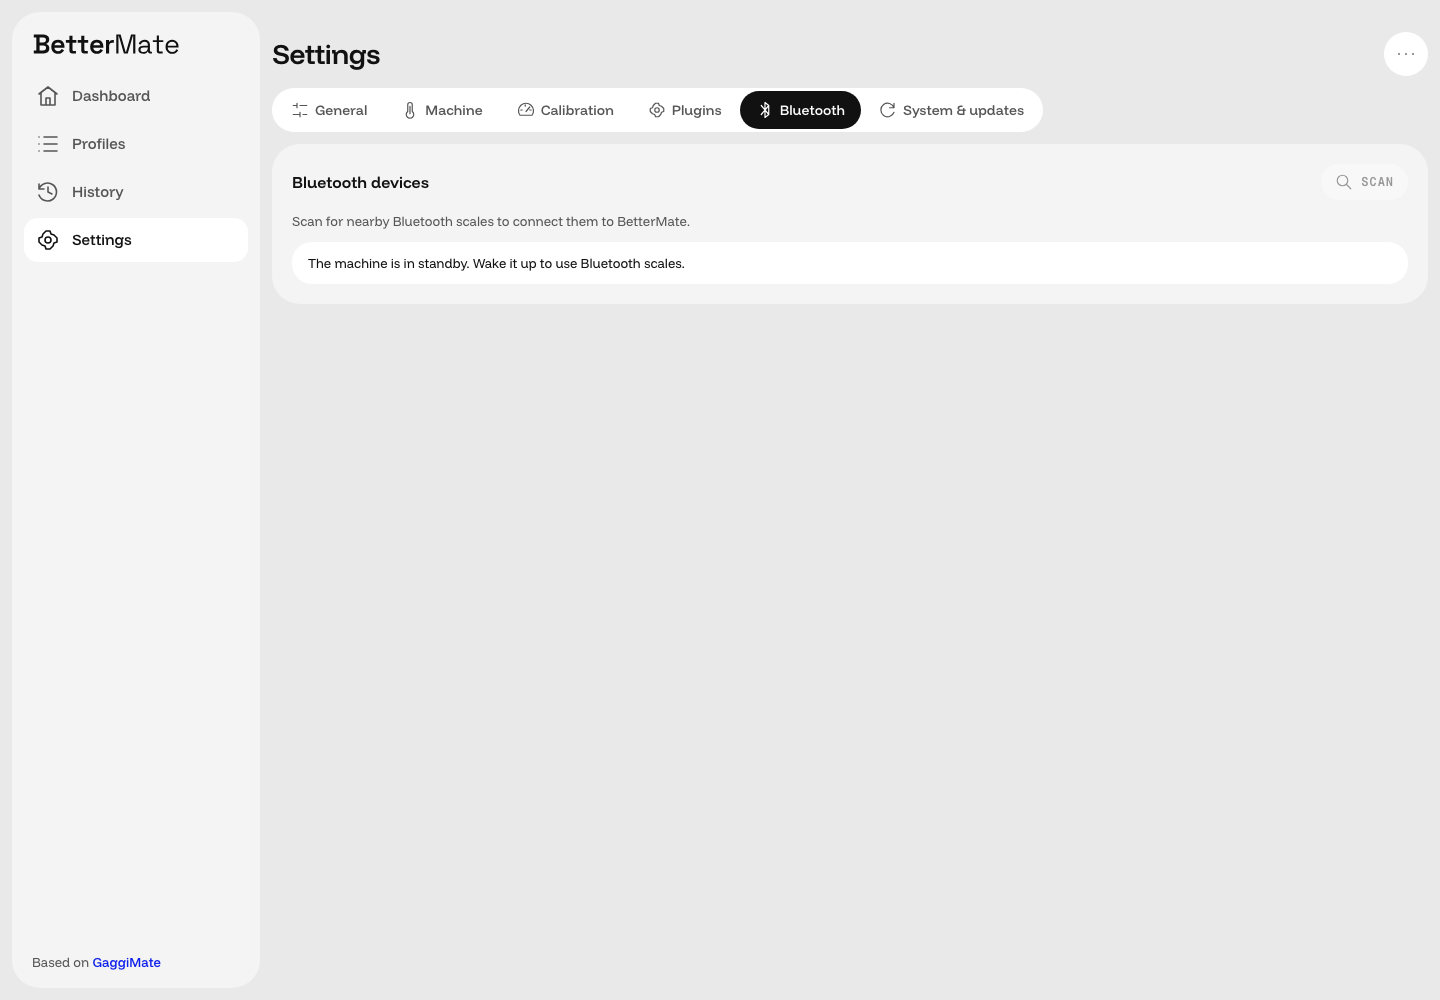 BetterMate
Dashboard
Profiles
History
Settings
Based on GaggiMate
Settings
General
Machine
Calibration
Plugins
Bluetooth
System & updates
Bluetooth devices
SCAN
Scan for nearby Bluetooth scales to connect them to BetterMate.
The machine is in standby. Wake it up to use Bluetooth scales.